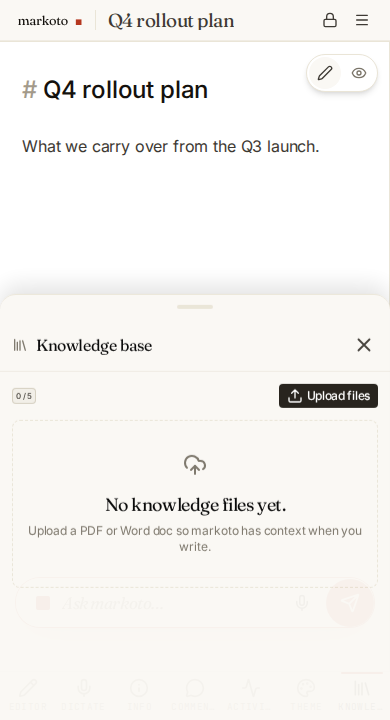 markoto
Q4 rollout plan
# Q4 rollout plan
What we carry over from the Q3 launch.
Knowledge base
0/5
Upload files
No knowledge files yet.
Upload a PDF or Word doc so markoto has context when you
write.
Ask markoto...